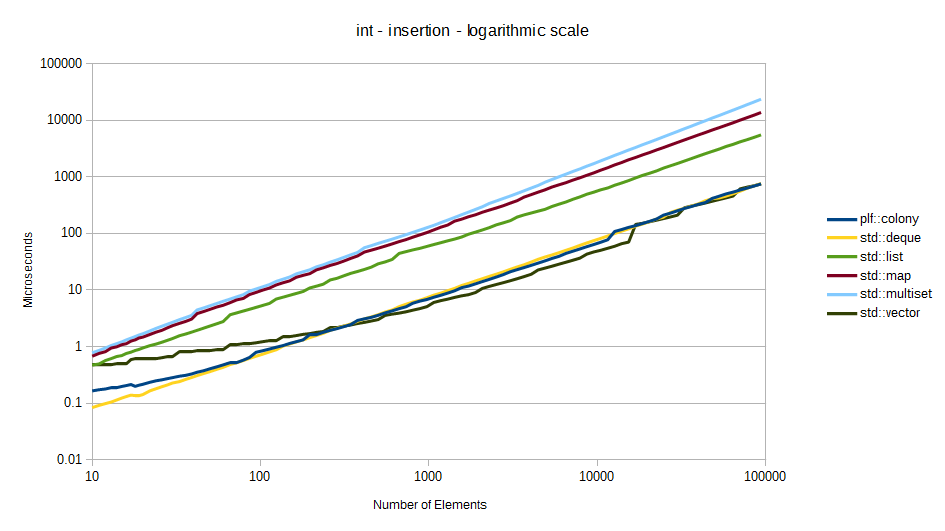 int - insertion - logarithmic scale
100000
10000
1000
100
10
1
0.1
0.01
Microseconds
10 100 1000 10000 100000
Number of Elements
plf::colony
std::deque
std::list
std::map
std::multiset
std::vector